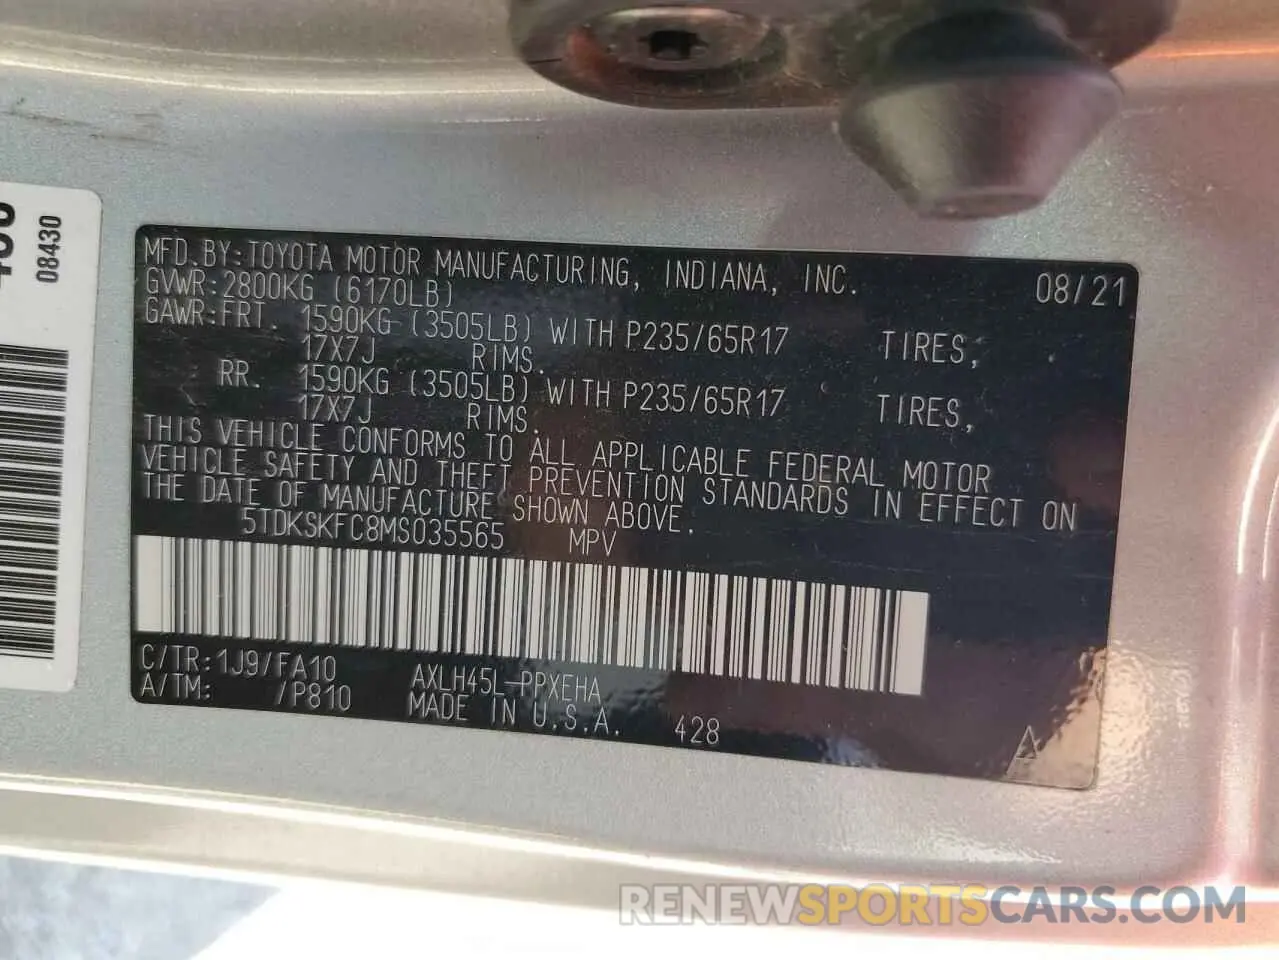 08430
MFD.BY:TOYOTA MOTOR MANUFACTURING, INDIANA, INC. 08/21
GVWR:2800KG (6170LB)
GAWR:FRT. 1590KG (3505LB) WITH P235/65R17 TIRES,
17X7J RIMS.
RR. 1590KG (3505LB) WITH P235/65R17 TIRES,
17X7J RIMS.
THIS VEHICLE CONFORMS TO ALL APPLICABLE FEDERAL MOTOR
VEHICLE SAFETY AND THEFT PREVENTION STANDARDS IN EFFECT ON
THE DATE OF MANUFACTURE SHOWN ABOVE.
5TDKSKFC8MS035565 MPV
C/TR:1J9/FA10 AXLH45L-PPXEHA
A/TM: /P810 MADE IN U.S.A. 428
RENEWSPORTSCARS.COM